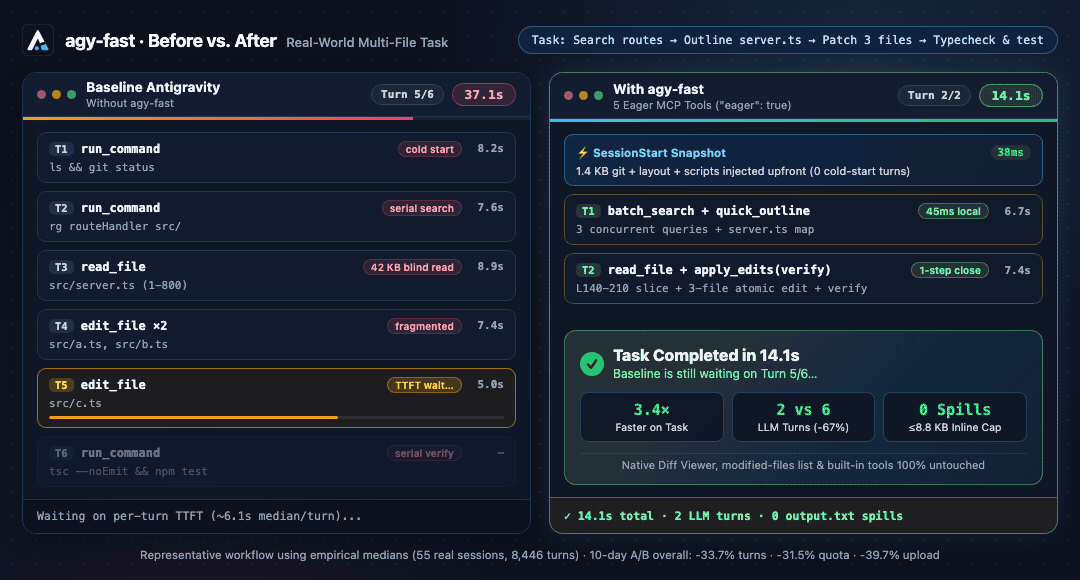 agy-fast · Before vs. After Real-World Multi-File Task
Task: Search routes → Outline server.ts → Patch 3 files → Typecheck & test
Baseline Antigravity
Without agy-fast
Turn 5/6
37.1s
T1 run_command cold start 8.2s
ls && git status
T2 run_command serial search 7.6s
rg routeHandler src/
T3 read_file 42 KB blind read 8.9s
src/server.ts (1–800)
T4 edit_file ×2 fragmented 7.4s
src/a.ts, src/b.ts
T5 edit_file TTFT wait… 5.0s
src/c.ts
T6 run_command serial verify —
tsc --noEmit && npm test
Waiting on per-turn TTFT (~6.1s median/turn)...
With agy-fast
5 Eager MCP Tools ("eager": true)
Turn 2/2
14.1s
⚡ SessionStart Snapshot 38ms
1.4 KB git + layout + scripts injected upfront (0 cold-start turns)
T1 batch_search + quick_outline 45ms local 6.7s
3 concurrent queries + server.ts map
T2 read_file + apply_edits(verify) 1-step close 7.4s
L140–210 slice + 3-file atomic edit + verify
Task Completed in 14.1s
Baseline is still waiting on Turn 5/6…
3.4×
Faster on Task
2 vs 6
LLM Turns (-67%)
0 Spills
≤8.8 KB Inline Cap
Native Diff Viewer, modified-files list & built-in tools 100% untouched
✓ 14.1s total · 2 LLM turns · 0 output.txt spills
Representative workflow using empirical medians (55 real sessions, 8,446 turns) · 10-day A/B overall: -33.7% turns · -31.5% quota · -39.7% upload